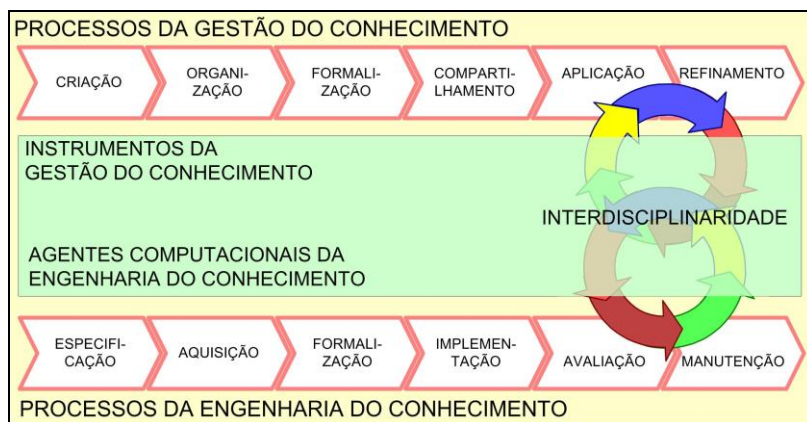 PROCESSOS DA GESTÃO DO CONHECIMENTO
CRIAÇÃO
ORGANI-
ZAÇÃO
FORMALI-
ZAÇÃO
COMPARTI-
LHAMENTO
APLICAÇÃO
REFINAMENTO
INSTRUMENTOS DA
GESTÃO DO CONHECIMENTO
INTERDISCIPLINARIDADE
AGENTES COMPUTACIONAIS DA
ENGENHARIA DO CONHECIMENTO
ESPECIFI-
CAÇÃO
AQUISIÇÃO
FORMALI-
ZAÇÃO
IMPLEMEN-
TAÇÃO
AVALIAÇÃO
MANUTENÇÃO
PROCESSOS DA ENGENHARIA DO CONHECIMENTO